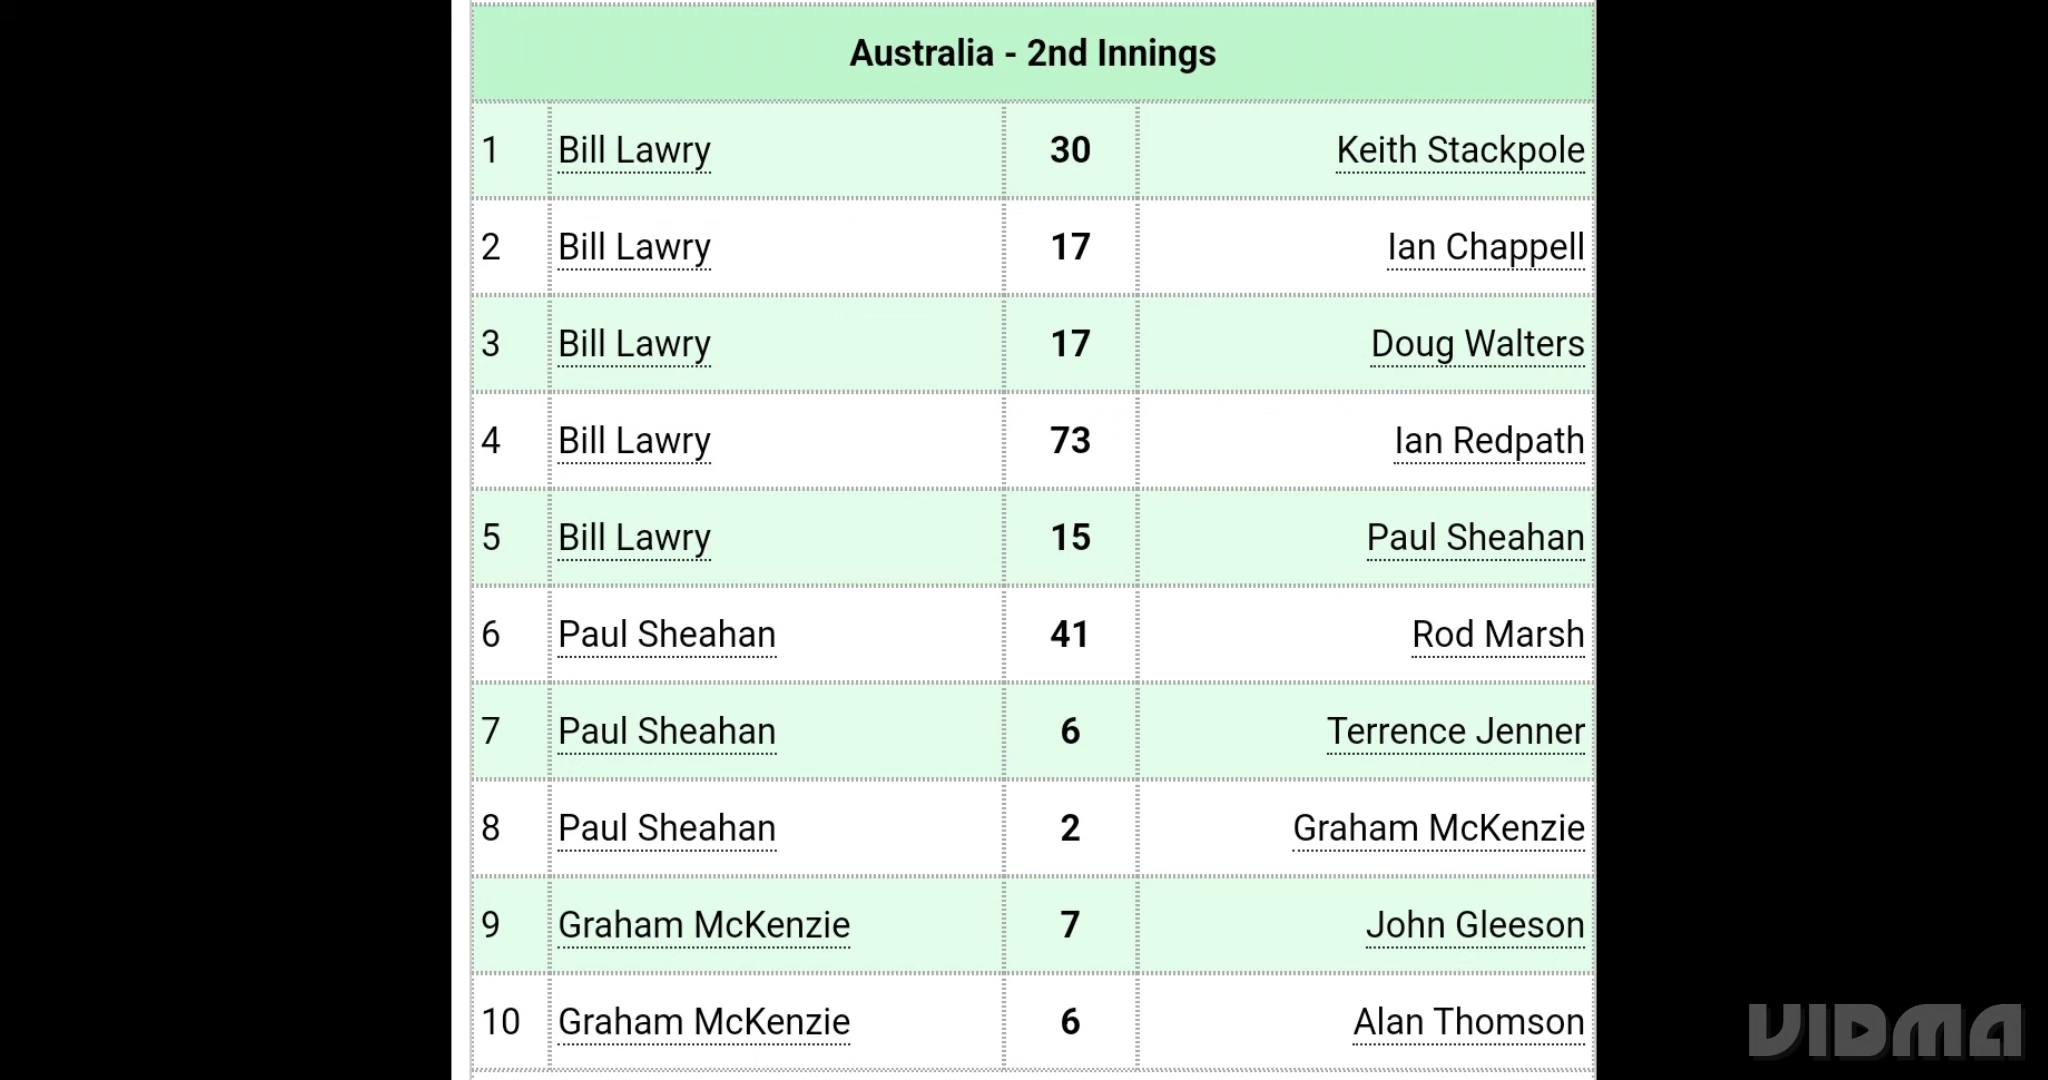 Australia - 2nd Innings
1 Bill Lawry 30 Keith Stackpole
2 Bill Lawry 17 Ian Chappell
3 Bill Lawry 17 Doug Walters
4 Bill Lawry 73 Ian Redpath
5 Bill Lawry 15 Paul Sheahan
6 Paul Sheahan 41 Rod Marsh
7 Paul Sheahan 6 Terrence Jenner
8 Paul Sheahan 2 Graham McKenzie
9 Graham McKenzie 7 John Gleeson
10 Graham McKenzie 6 Alan Thomson
VIDMA